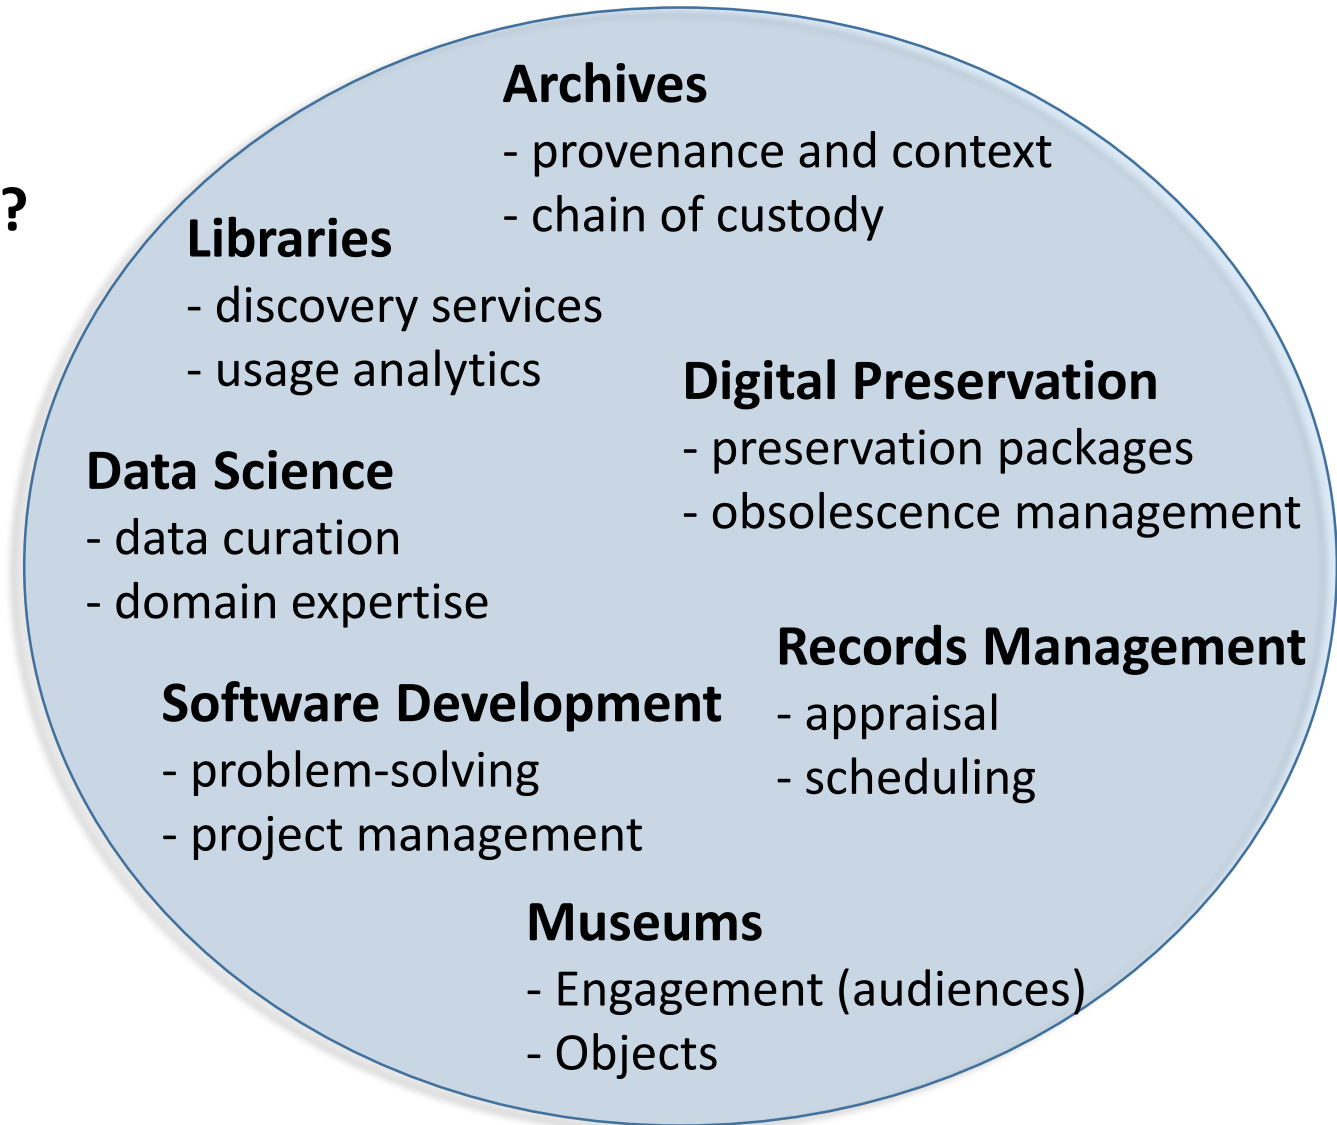 ?
Archives
- provenance and context
- chain of custody
Libraries
- discovery services
- usage analytics
Digital Preservation
- preservation packages
- obsolescence management
Data Science
- data curation
- domain expertise
Records Management
- appraisal
- scheduling
Software Development
- problem-solving
- project management
Museums
- Engagement (audiences)
- Objects